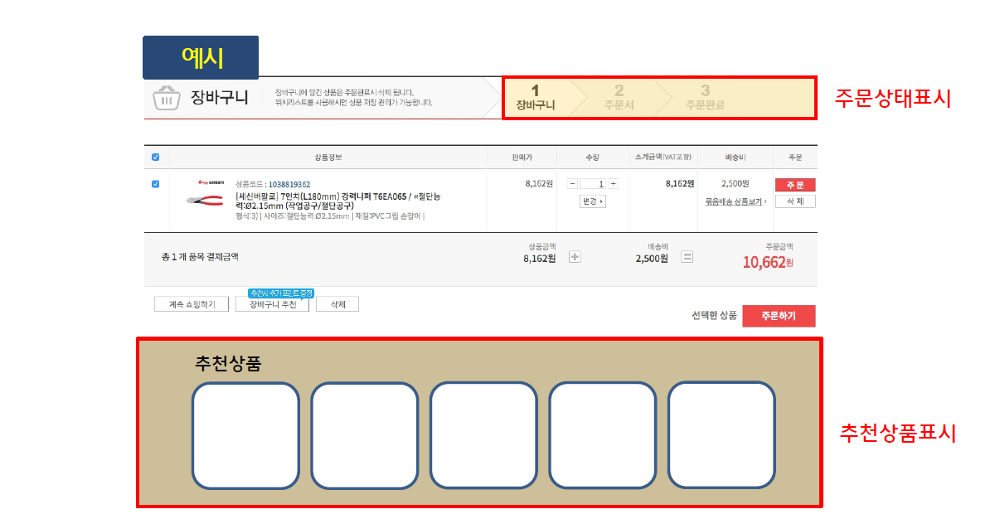 예시
장바구니
장바구니에 담긴 상품은 주문완료시 삭제 됩니다.
위시리스트를 사용하시면 상품 저장 관리가 가능합니다.
1
장바구니
2
주문서
3
주문완료
주문상태표시
상품정보
판매가
수량
소계금액(VAT포함)
배송비
주문
상품코드 : 1038819362
[세신버팔로] 7인치(L180mm) 강력니퍼 T6EA065 / ※절단능
력:Ø2.15mm (작업공구/절단공구)
형식:3) | 사이즈:절단능력 Ø2.15mm | 재질:PVC그립 손잡이 |
8,162원
1
변경
8,162원
2,500원
묶음배송 상품보기
주 문
삭 제
총 1 개 품목 결제금액
상품금액
8,162원
배송비
2,500원
주문금액
10,662원
추천시 추가 포인트 증정
계속 쇼핑하기
장바구니 추천
삭제
선택한 상품
주문하기
추천상품
추천상품표시